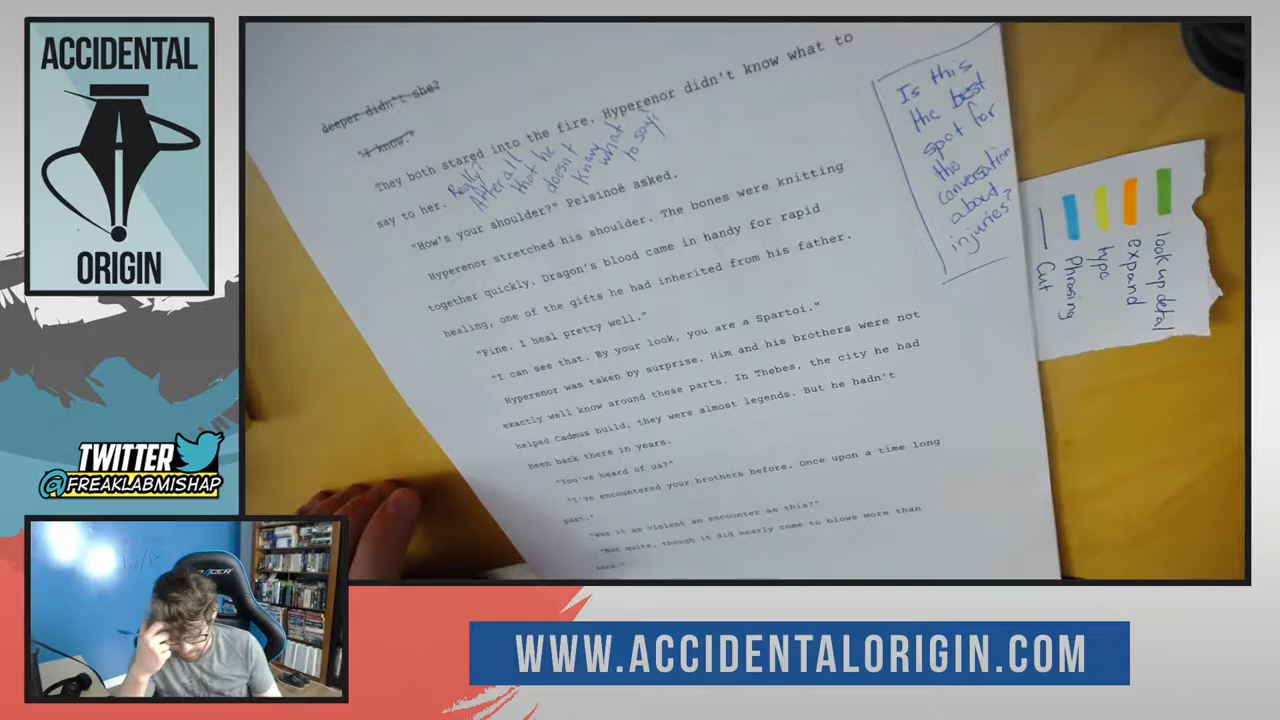 ACCIDENTAL
ORIGIN
TWITTER
@FREAKLABMISHAP
deeper didn't she?
"I know."
They both stared into the fire. Hyperenor didn't know what to
say to her.
Really?
After all
that he
doesn't
know
what
to say?
"How's your shoulder?" Peisinoë asked.
Hyperenor stretched his shoulder. The bones were knitting
together quickly. Dragon's blood came in handy for rapid
healing, one of the gifts he had inherited from his father.
"Fine. I heal pretty well."
"I can see that. By your look, you are a Spartoi."
Hyperenor was taken by surprise. Him and his brothers were not
exactly well know around these parts. In Thebes, the city he had
helped Cadmus build, they were almost legends. But he hadn't
been back there in years.
"You've heard of us?"
"I've encountered your brothers before. Once upon a time long
past."
"Was it as violent an encounter as this?"
"Not quite, though it did nearly come to blows more than
once."
Is this
the best
spot for
the
conversation
about
injuries?
Cut
Phrasing
type
expand
look up detail
WWW.ACCIDENTALORIGIN.COM